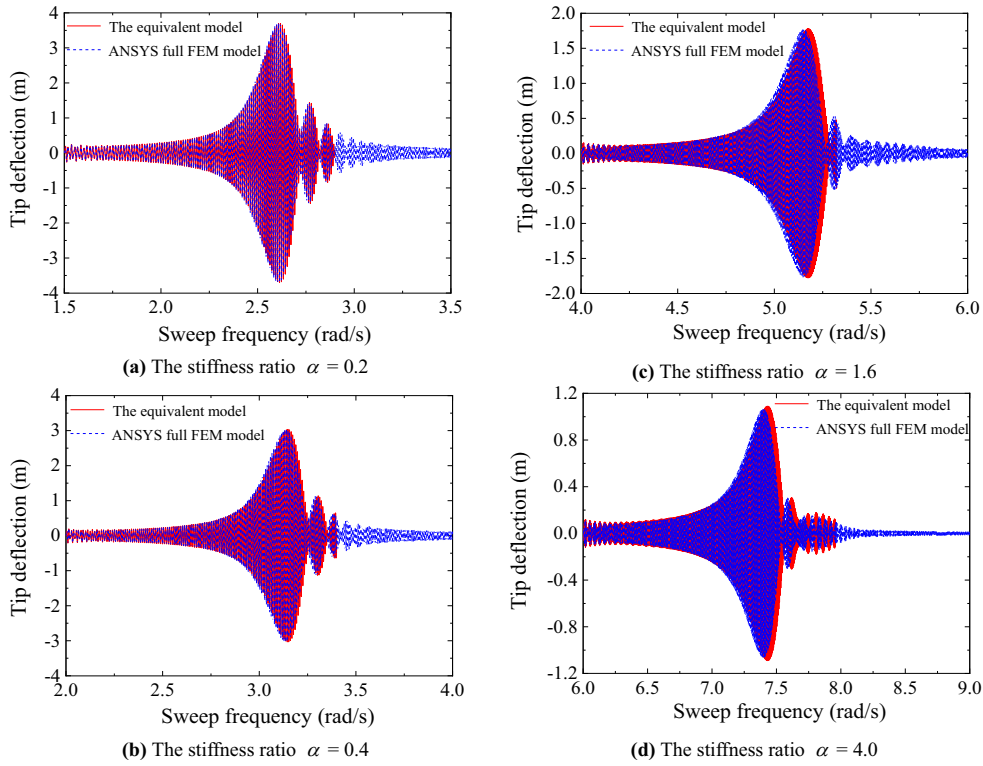 The equivalent model
ANSYS full FEM model
Tip deflection (m)
4
3
2
1
0
-1
-2
-3
-4
1.5 2.0 2.5 3.0 3.5
Sweep frequency (rad/s)
(a) The stiffness ratio α = 0.2
The equivalent model
ANSYS full FEM model
Tip deflection (m)
4
3
2
1
0
-1
-2
-3
-4
2.0 2.5 3.0 3.5 4.0
Sweep frequency (rad/s)
(b) The stiffness ratio α = 0.4
The equivalent model
ANSYS full FEM model
Tip deflection (m)
2.0
1.5
1.0
0.5
0.0
-0.5
-1.0
-1.5
-2.0
4.0 4.5 5.0 5.5 6.0
Sweep frequency (rad/s)
(c) The stiffness ratio α = 1.6
The equivalent model
ANSYS full FEM model
Tip deflection (m)
1.2
0.8
0.4
0.0
-0.4
-0.8
-1.2
6.0 6.5 7.0 7.5 8.0 8.5 9.0
Sweep frequency (rad/s)
(d) The stiffness ratio α = 4.0